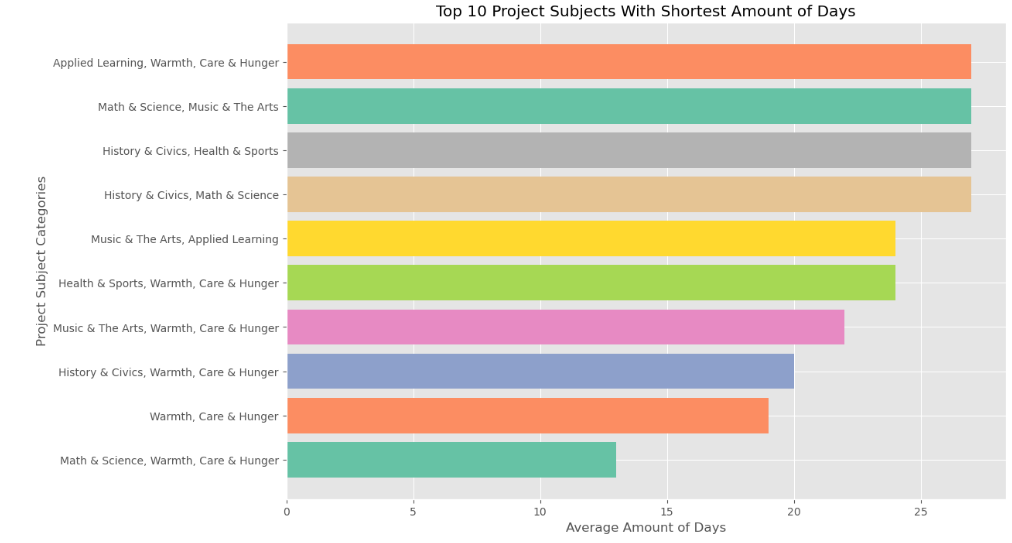 Top 10 Project Subjects With Shortest Amount of Days
Applied Learning, Warmth, Care & Hunger
Math & Science, Music & The Arts
History & Civics, Health & Sports
History & Civics, Math & Science
Music & The Arts, Applied Learning
Health & Sports, Warmth, Care & Hunger
Music & The Arts, Warmth, Care & Hunger
History & Civics, Warmth, Care & Hunger
Warmth, Care & Hunger
Math & Science, Warmth, Care & Hunger
Project Subject Categories
0 5 10 15 20 25
Average Amount of Days